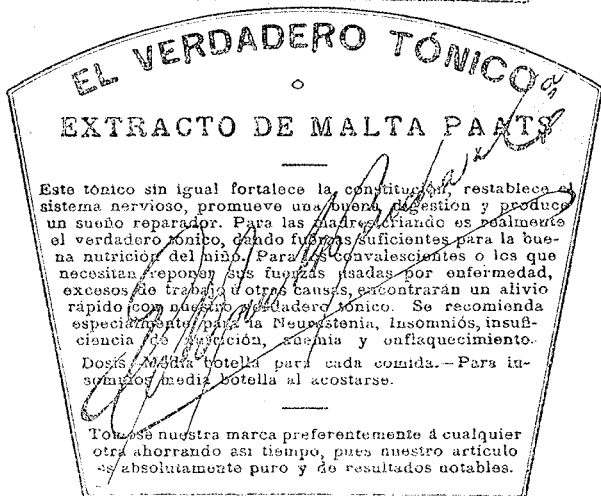 EL VERDADERO TÓNICO
ó
EXTRACTO DE MALTA PAATS
Este tónico sin igual fortalece la constitución, restablece el
sistema nervioso, promueve una buena digestión y produce
un sueño reparador. Para las madres criando es realmente
el verdadero tónico, dando fuerzas suficientes para la bue-
na nutrición del niño. Para los convalescientes o los que
necesitan reponer sus fuerzas usadas por enfermedad,
excesos de trabajo u otras causas, encontrarán un alivio
rápido con nuestro verdadero tónico. Se recomienda
especialmente para la Neurastenia, Insomniós, insufi-
ciencia de nutrición, anemia y enflaquecimiento.
Dosis. Media botella para cada comida.—Para in-
somnios media botella al acostarse.
Tomese nuestra marca preferentemente á cualquier
otra ahorrando asi tiempo, pues nuestro articulo
es absolutamente puro y de resultados notables.